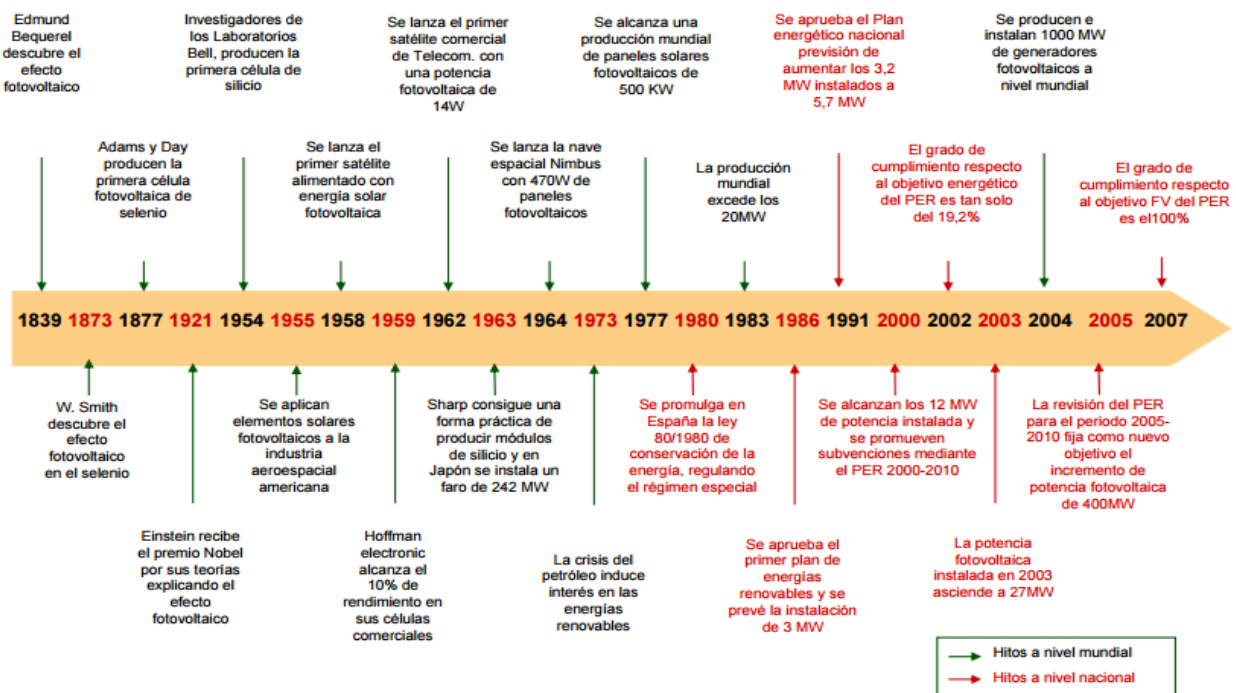 Edmund
Bequerel
descubre el
efecto
fotovoltaico
Investigadores de
los Laboratorios
Bell, producen la
primera célula de
silicio
Se lanza el primer
satélite comercial
de Telecom. con
una potencia
fotovoltaica de
14W
Se alcanza una
producción mundial
de paneles solares
fotovoltaicos de
500 KW
Se aprueba el Plan
energético nacional
previsión de
aumentar los 3,2
MW instalados a
5,7 MW
Se producen e
instalan 1000 MW
de generadores
fotovoltaicos a
nivel mundial
Adams y Day
producen la
primera célula
fotovoltaica de
selenio
Se lanza el
primer satélite
alimentado con
energía solar
fotovoltaica
Se lanza la nave
espacial Nimbus
con 470W de
paneles
fotovoltaicos
La producción
mundial
excede los
20MW
El grado de
cumplimiento respecto
al objetivo energético
del PER es tan solo
del 19,2%
El grado de
cumplimiento respecto
al objetivo FV del PER
es el100%
1839 1873 1877 1921 1954 1955 1958 1959 1962 1963 1964 1973 1977 1980 1983 1986 1991 2000 2002 2003 2004 2005 2007
W. Smith
descubre el
efecto
fotovoltaico
en el selenio
Se aplican
elementos solares
fotovoltaicos a la
industria
aeroespacial
americana
Sharp consigue una
forma práctica de
producir módulos
de silicio y en
Japón se instala un
faro de 242 MW
Se promulga en
España la ley
80/1980 de
conservación de la
energía, regulando
el régimen especial
Se alcanzan los 12 MW
de potencia instalada y
se promueven
subvenciones mediante
el PER 2000-2010
La revisión del PER
para el periodo 2005-
2010 fija como nuevo
objetivo el
incremento de
potencia fotovoltaica
de 400MW
Einstein recibe
el premio Nobel
por sus teorías
explicando el
efecto
fotovoltaico
Hoffman
electronic
alcanza el
10% de
rendimiento en
sus células
comerciales
La crisis del
petróleo induce
interés en las
energías
renovables
Se aprueba el
primer plan de
energías
renovables y se
prevé la instalación
de 3 MW
La potencia
fotovoltaica
instalada en 2003
asciende a 27MW
Hitos a nivel mundial
Hitos a nivel nacional